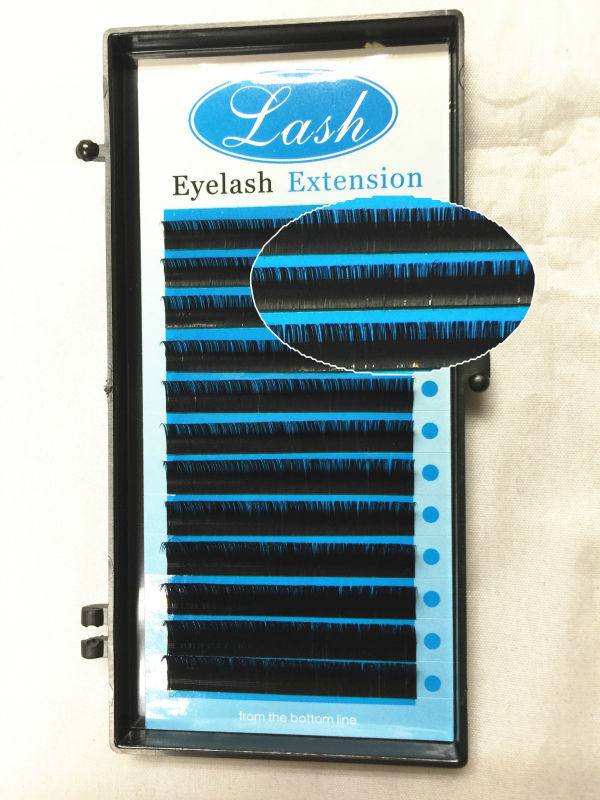 Lash
Eyelash Extension
from the bottom line